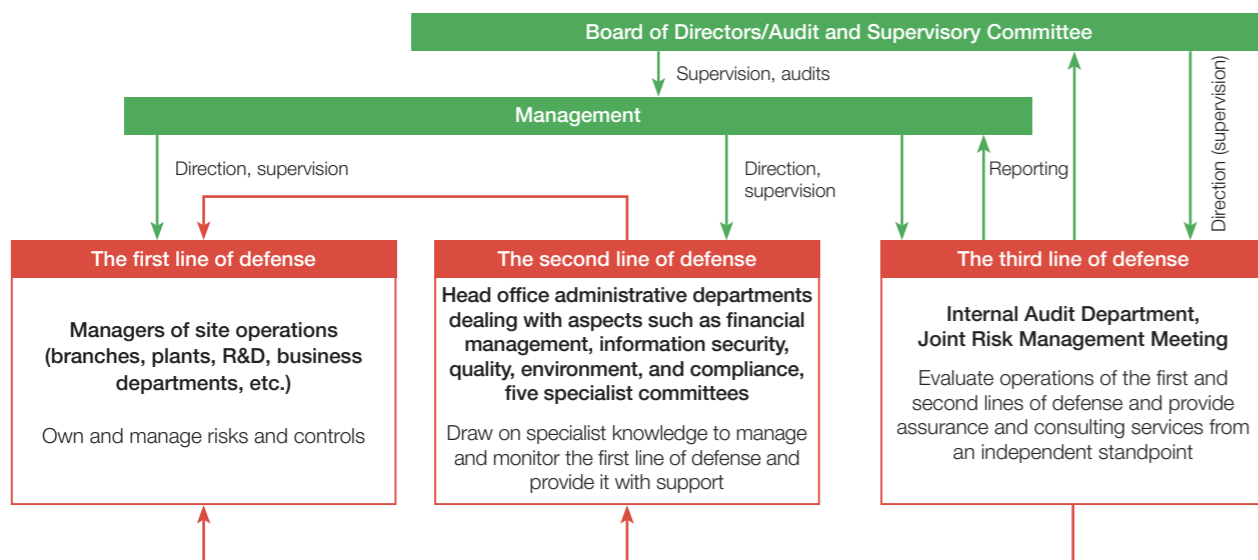 Board of Directors/Audit and Supervisory Committee
Supervision, audits
Management
Direction, supervision
Direction,
supervision
Reporting
Direction (supervision)
The first line of defense
Managers of site operations
(branches, plants, R&D, business
departments, etc.)
Own and manage risks and controls
The second line of defense
Head office administrative departments
dealing with aspects such as financial
management, information security,
quality, environment, and compliance,
five specialist committees
Draw on specialist knowledge to manage
and monitor the first line of defense and
provide it with support
The third line of defense
Internal Audit Department,
Joint Risk Management Meeting
Evaluate operations of the first and
second lines of defense and provide
assurance and consulting services from
an independent standpoint